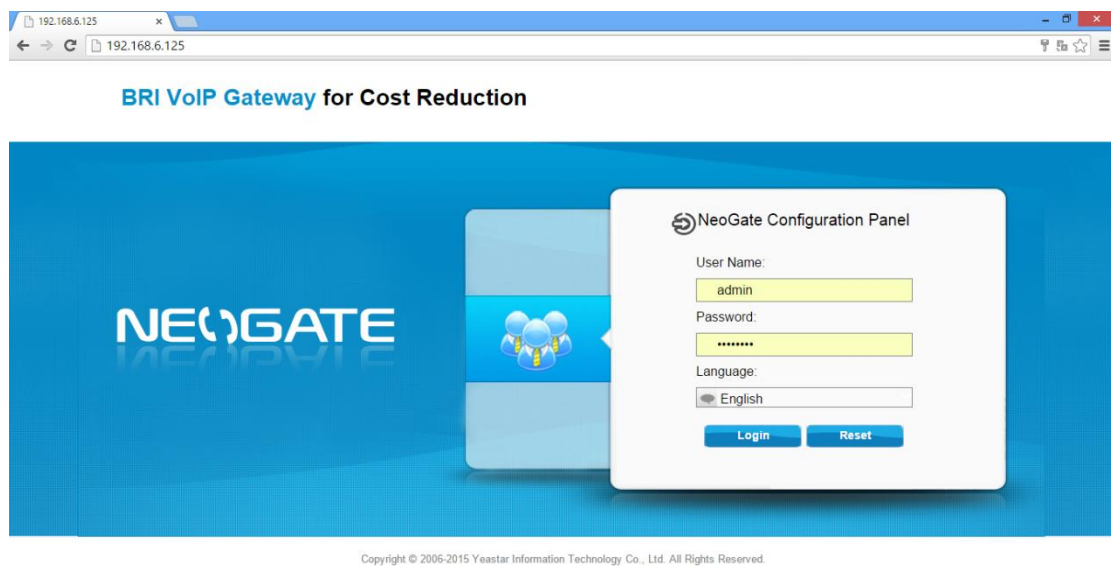 192.168.6.125
192.168.6.125
BRI VoIP Gateway for Cost Reduction
NEOGATE
NeoGate Configuration Panel
User Name:
admin
Password:
••••••••
Language:
English
Login Reset
Copyright © 2006-2015 Yeastar Information Technology Co., Ltd. All Rights Reserved.